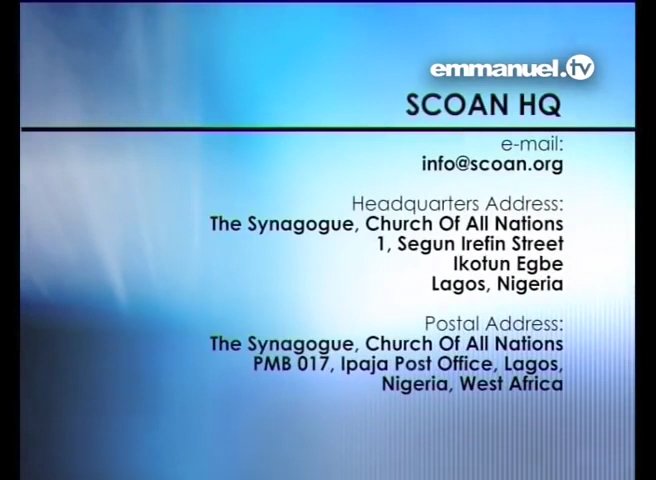 emmanuel.tv
SCOAN HQ
e-mail:
info@scoan.org
Headquarters Address:
The Synagogue, Church Of All Nations
1, Segun Irefin Street
Ikotun Egbe
Lagos, Nigeria
Postal Address:
The Synagogue, Church Of All Nations
PMB 017, Ipaja Post Office, Lagos,
Nigeria, West Africa